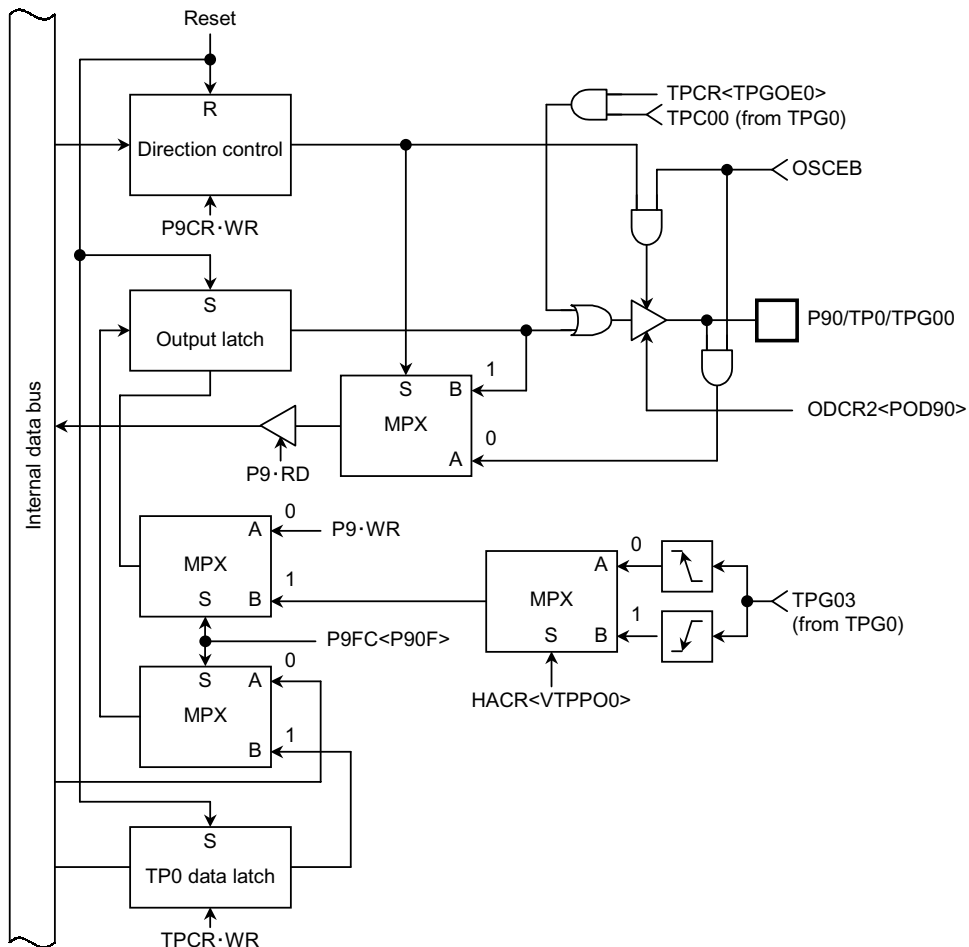 Reset
R
Direction control
P9CR·WR
TPCR<TPGOE0>
TPC00 (from TPG0)
OSCEB
S
Output latch
P90/TP0/TPG00
ODCR2<POD90>
1
S B
MPX
0
A
P9·RD
Internal data bus
0
A
P9·WR
MPX
1
S B
P9FC<P90F>
0
S A
MPX
1
B
0
A
MPX
1
S B
HACR<VTPPO0>
TPG03
(from TPG0)
S
TP0 data latch
TPCR·WR